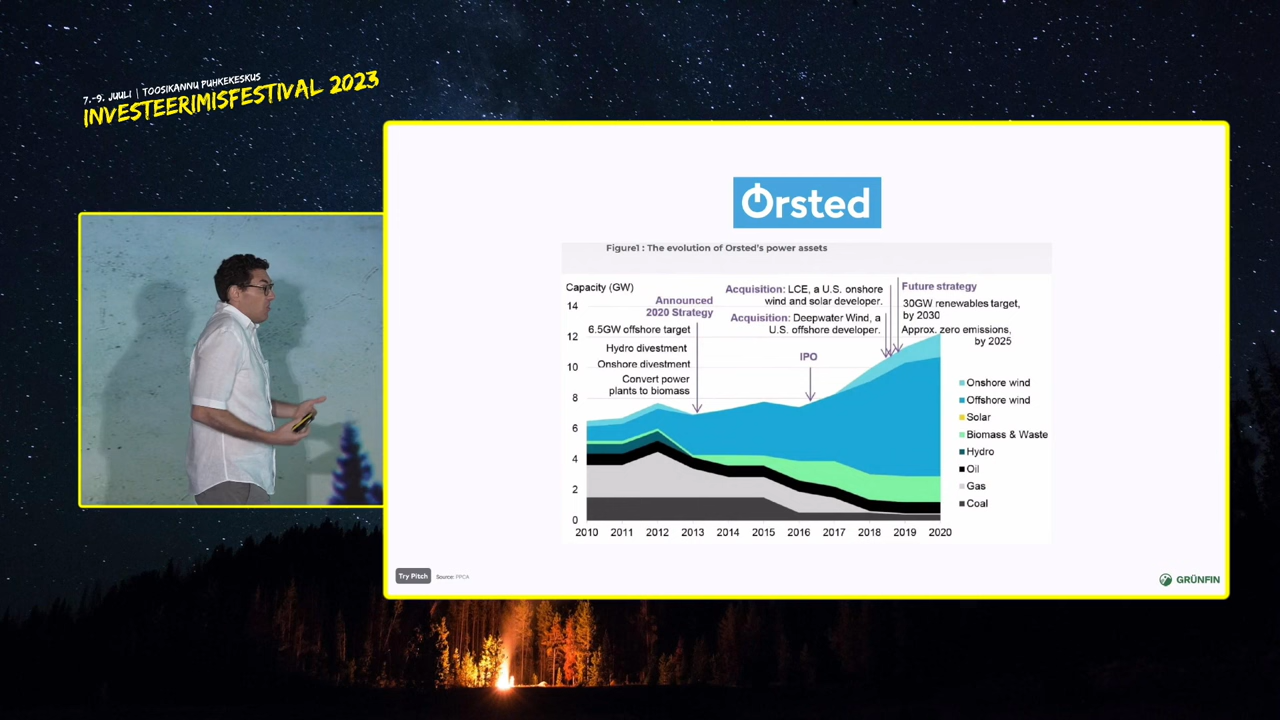 7.-9. JUULI | TOOSIKANNU PUHKEKESKUS
INVESTEERIMISFESTIVAL 2023
Ørsted
Figure1 : The evolution of Orsted's power assets
Capacity (GW)
14
12
10
8
6
4
2
0
2010 2011 2012 2013 2014 2015 2016 2017 2018 2019 2020
Announced
2020 Strategy
6.5GW offshore target
Hydro divestment
Onshore divestment
Convert power
plants to biomass
Acquisition: LCE, a U.S. onshore
wind and solar developer.
Acquisition: Deepwater Wind, a
U.S. offshore developer.
IPO
Future strategy
30GW renewables target,
by 2030
Approx. zero emissions,
by 2025
Onshore wind
Offshore wind
Solar
Biomass & Waste
Hydro
Oil
Gas
Coal
Try Pitch
Source: PPCA
GRÜNFIN